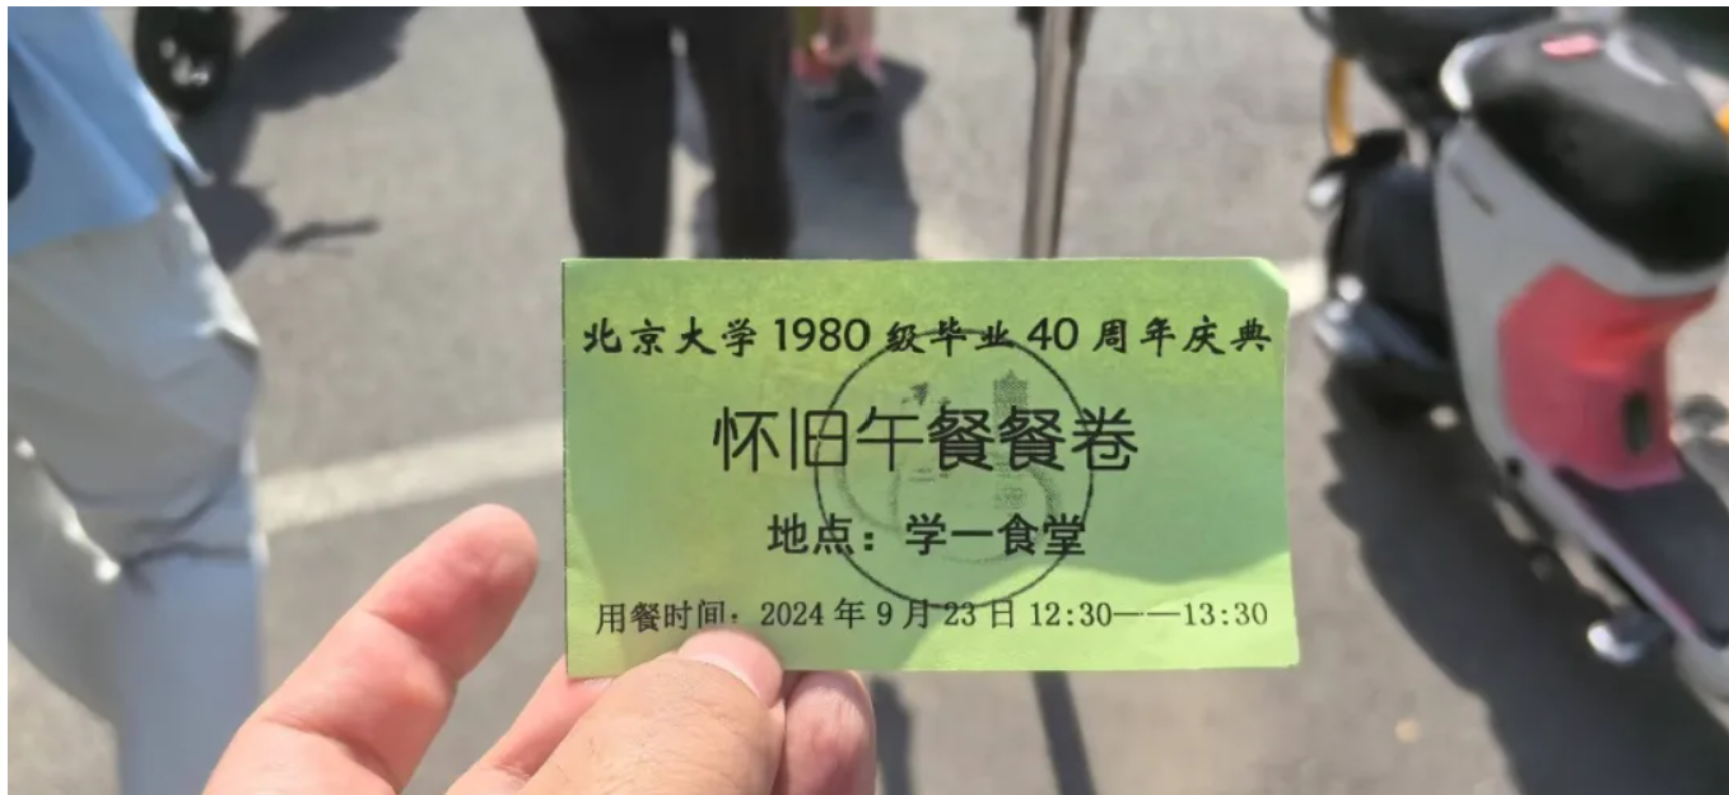 北京大学1980级毕业40周年庆典
怀旧午餐餐卷
地点：学一食堂
用餐时间：2024年9月23日12:30——13:30